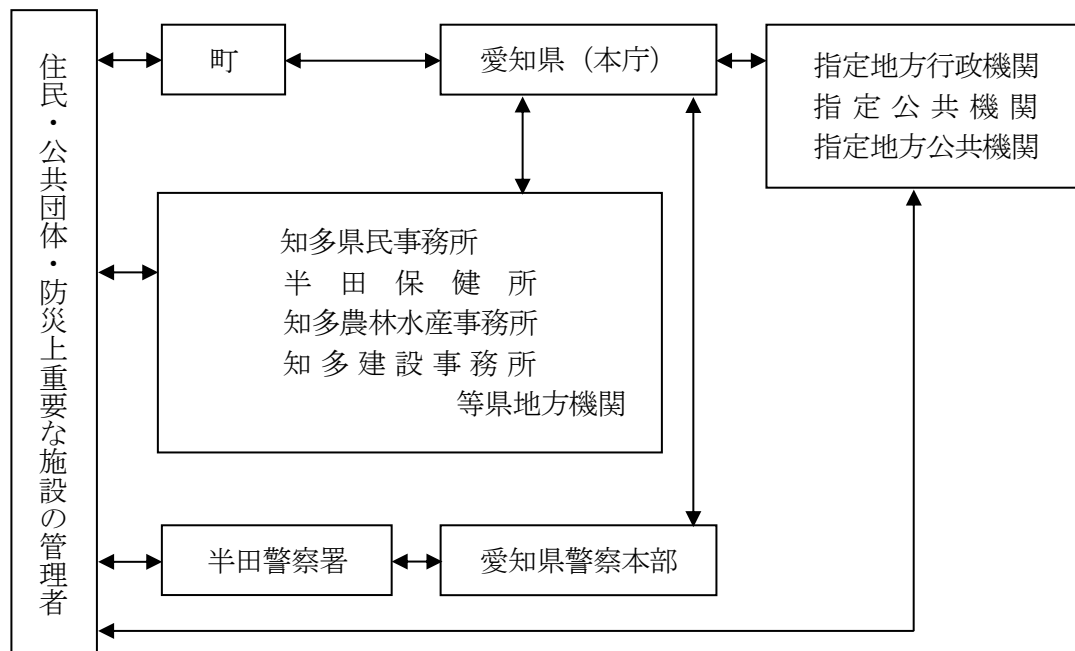 住民・公共団体・防災上重要な施設の管理者
町
愛知県（本庁）
指定地方行政機関
指定公共機関
指定地方公共機関
知多県民事務所
半田保健所
知多農林水産事務所
知多建設事務所
等県地方機関
半田警察署
愛知県警察本部